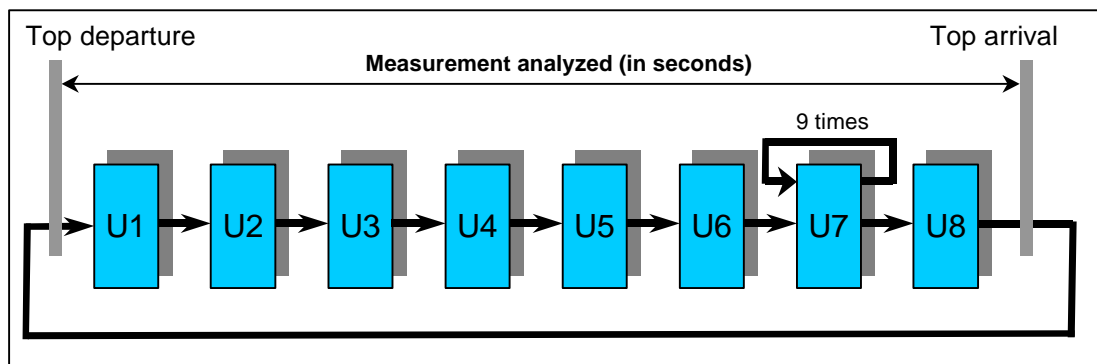 Top departure
Top arrival
Measurement analyzed (in seconds)
9 times
U1 U2 U3 U4 U5 U6 U7 U8